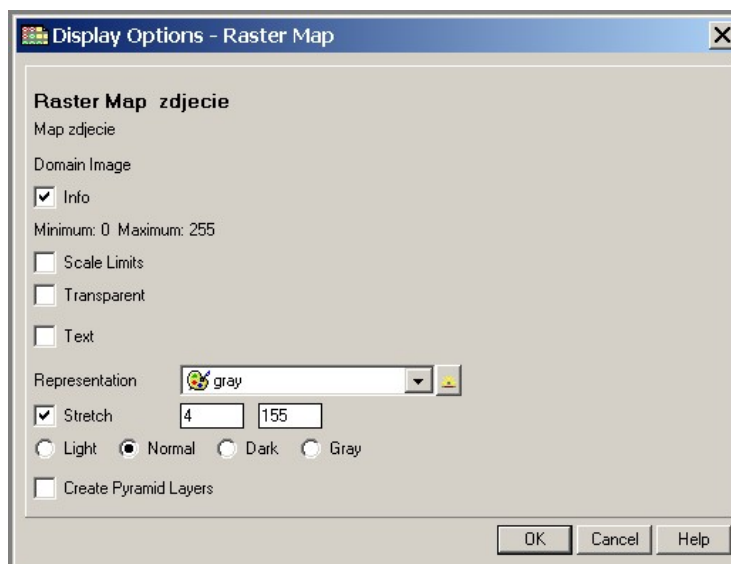 Display Options - Raster Map
Raster Map zdjecie
Map zdjecie
Domain Image
Info
Minimum: 0 Maximum: 255
Scale Limits
Transparent
Text
Representation gray
Stretch 4 155
Light Normal Dark Gray
Create Pyramid Layers
OK Cancel Help